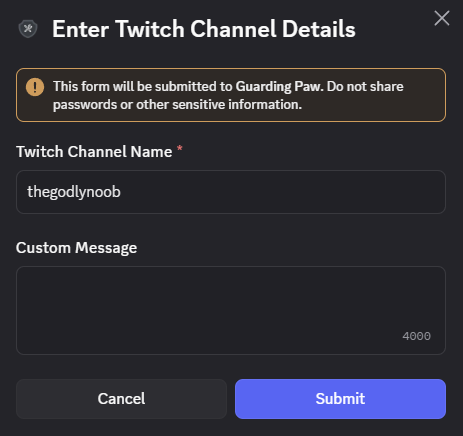 Enter Twitch Channel Details
This form will be submitted to Guarding Paw. Do not share
passwords or other sensitive information.
Twitch Channel Name *
thegodlynoob
Custom Message
4000
Cancel
Submit